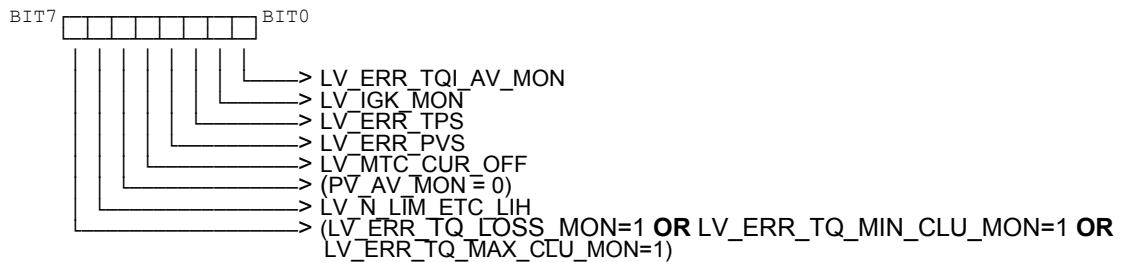 BIT7 BIT0
> LV_ERR_TQI_AV_MON
> LV_IGK_MON
> LV_ERR_TPS
> LV_ERR_PVS
> LV_MTC_CUR_OFF
> (PV_AV_MON = 0)
> LV_N_LIM_ETC_LIH
> (LV_ERR_TQ_LOSS_MON=1 OR LV_ERR_TQ_MIN_CLU_MON=1 OR
LV_ERR_TQ_MAX_CLU_MON=1)